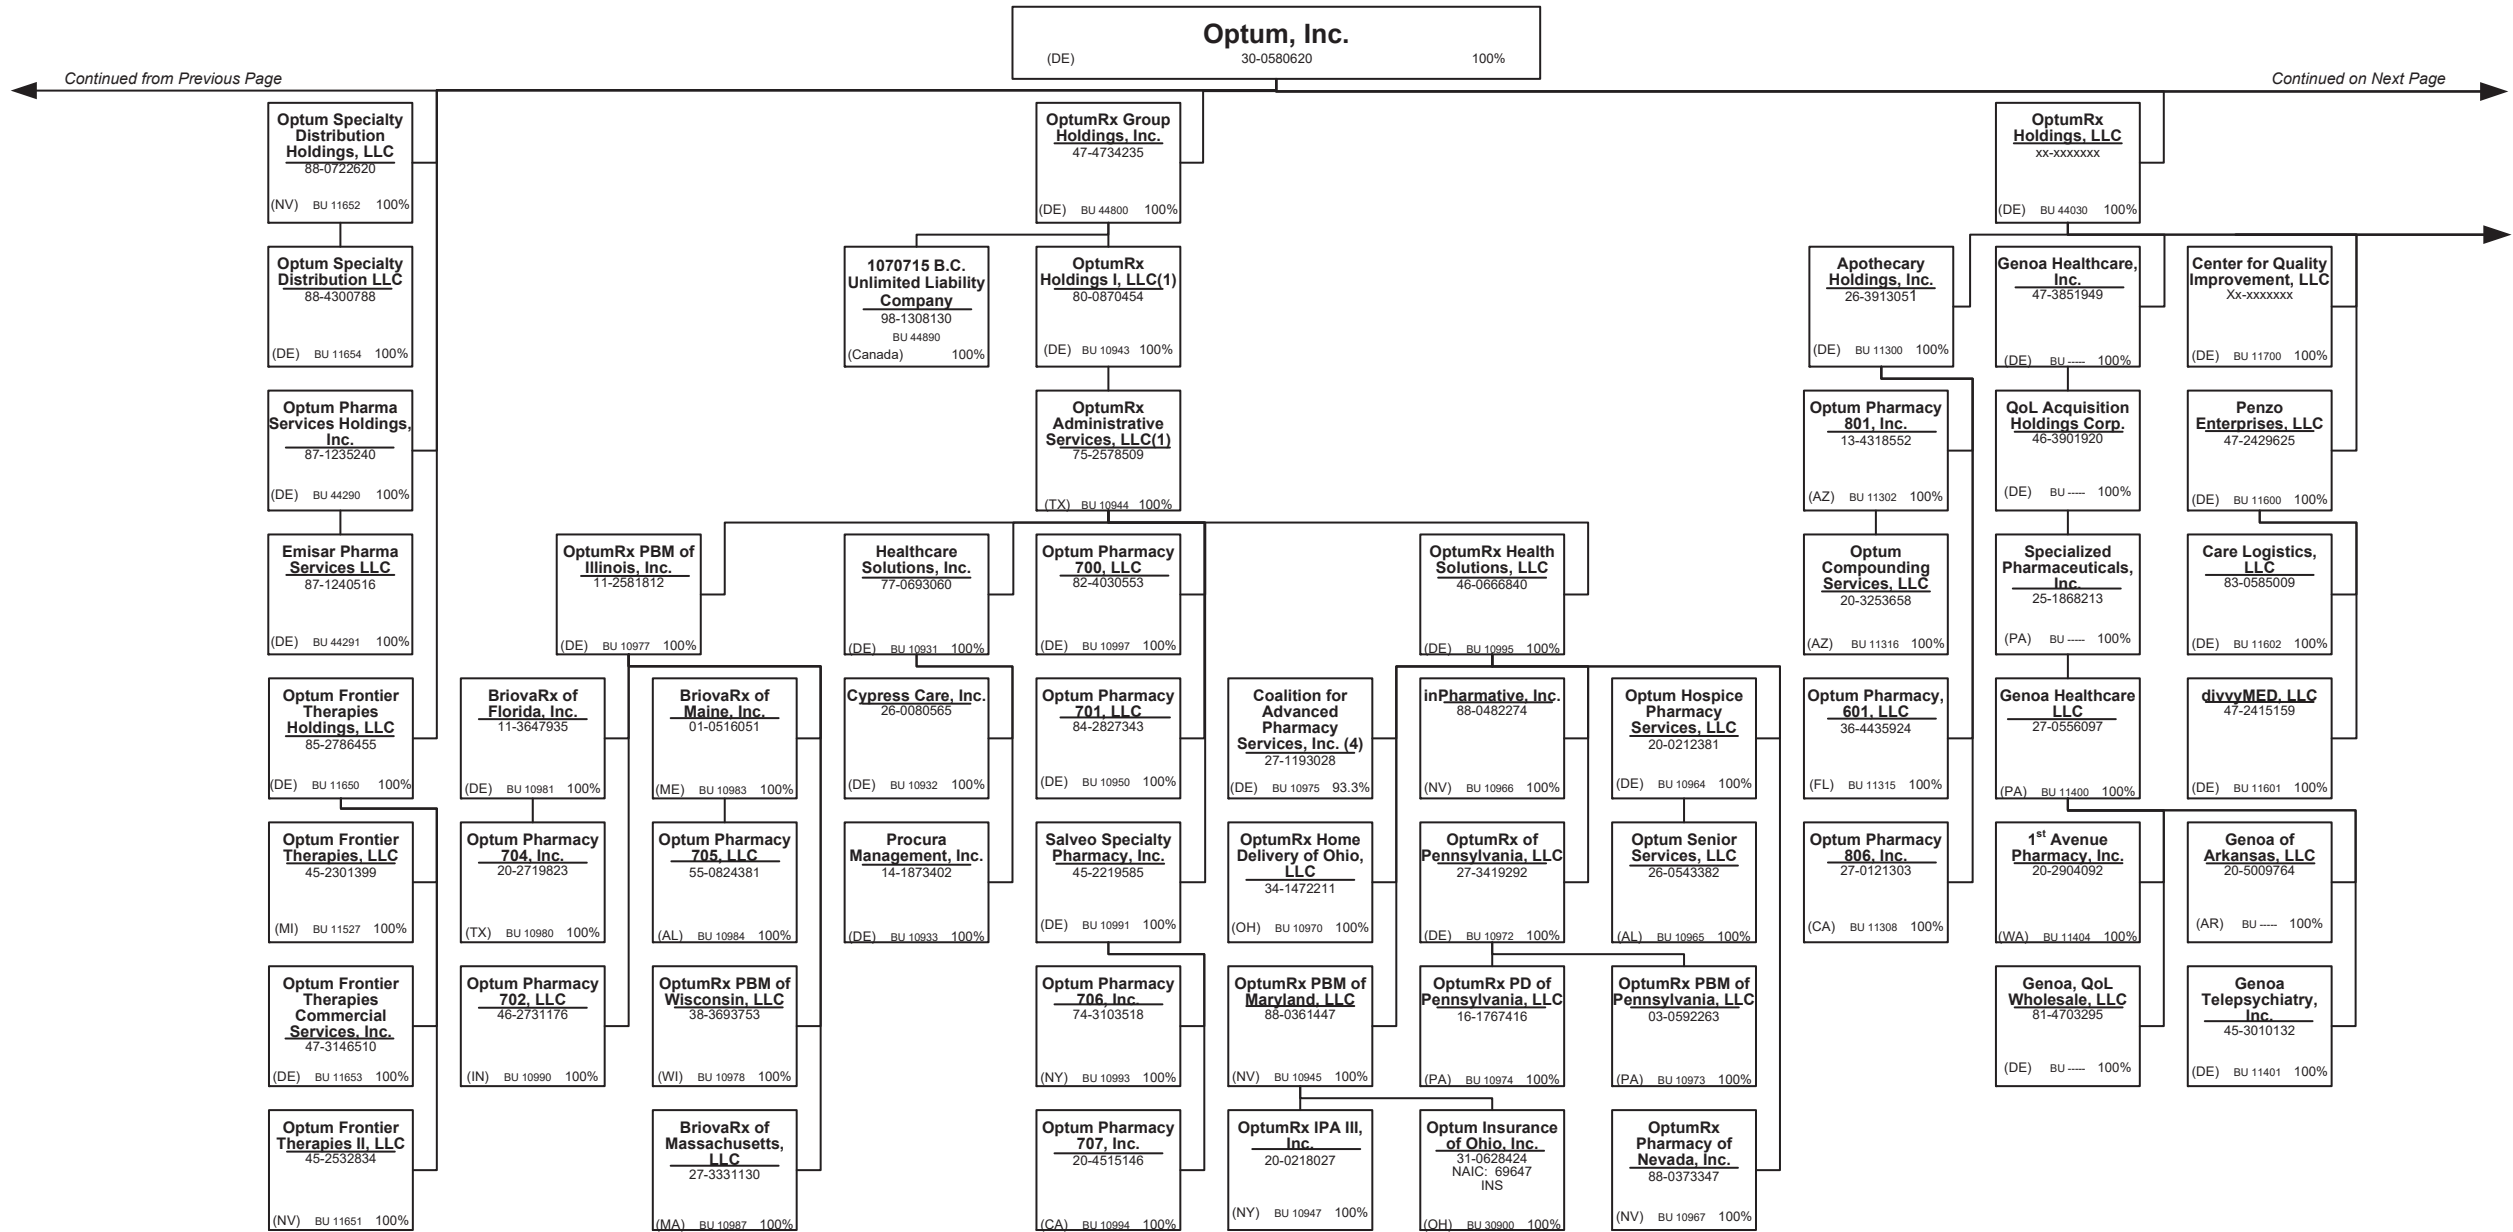 Optum, Inc.
(DE) 30-0580620 100%
Continued from Previous Page
Continued on Next Page
Optum Specialty
Distribution
Holdings, LLC
88-0722620
(NV) BU 11652 100%
OptumRx Group
Holdings, Inc.
47-4734235
(DE) BU 44800 100%
OptumRx
Holdings, LLC
xx-xxxxxxx
(DE) BU 44030 100%
Optum Specialty
Distribution LLC
88-4300788
(DE) BU 11654 100%
1070715 B.C.
Unlimited Liability
Company
98-1308130
BU 44890
(Canada) 100%
OptumRx
Holdings I, LLC(1)
80-0870454
(DE) BU 10943 100%
Apothecary
Holdings, Inc.
26-3913051
(DE) BU 11300 100%
Genoa Healthcare,
Inc.
47-3851949
(DE) BU ----- 100%
Center for Quality
Improvement, LLC
Xx-xxxxxxx
(DE) BU 11700 100%
Optum Pharma
Services Holdings,
Inc.
87-1235240
(DE) BU 44290 100%
OptumRx
Administrative
Services, LLC(1)
75-2578509
(TX) BU 10944 100%
Optum Pharmacy
801, Inc.
13-4318552
(AZ) BU 11302 100%
QoL Acquisition
Holdings Corp.
46-3901920
(DE) BU ----- 100%
Penzo
Enterprises, LLC
47-2429625
(DE) BU 11600 100%
Emisar Pharma
Services LLC
87-1240516
(DE) BU 44291 100%
OptumRx PBM of
Illinois, Inc.
11-2581812
(DE) BU 10977 100%
Healthcare
Solutions, Inc.
77-0693060
(DE) BU 10931 100%
Optum Pharmacy
700, LLC
82-4030553
(DE) BU 10997 100%
OptumRx Health
Solutions, LLC
46-0666840
(DE) BU 10995 100%
Optum
Compounding
Services, LLC
20-3253658
(AZ) BU 11316 100%
Specialized
Pharmaceuticals,
Inc.
25-1868213
(PA) BU ----- 100%
Care Logistics,
LLC
83-0585009
(DE) BU 11602 100%
Optum Frontier
Therapies
Holdings, LLC
85-2786455
(DE) BU 11650 100%
BriovaRx of
Florida, Inc.
11-3647935
(DE) BU 10981 100%
BriovaRx of
Maine, Inc.
01-0516051
(ME) BU 10983 100%
Cypress Care, Inc.
26-0080565
(DE) BU 10932 100%
Optum Pharmacy
701, LLC
84-2827343
(DE) BU 10950 100%
Coalition for
Advanced
Pharmacy
Services, Inc. (4)
27-1193028
(DE) BU 10975 93.3%
inPharmative, Inc.
88-0482274
(NV) BU 10966 100%
Optum Hospice
Pharmacy
Services, LLC
20-0212381
(DE) BU 10964 100%
Optum Pharmacy,
601, LLC
36-4435924
(FL) BU 11315 100%
Genoa Healthcare
LLC
27-0556097
(PA) BU 11400 100%
divvyMED, LLC
47-2415159
(DE) BU 11601 100%
Optum Frontier
Therapies, LLC
45-2301399
(MI) BU 11527 100%
Optum Pharmacy
704, Inc.
20-2719823
(TX) BU 10980 100%
Optum Pharmacy
705, LLC
55-0824381
(AL) BU 10984 100%
Procura
Management, Inc.
14-1873402
(DE) BU 10933 100%
Salveo Specialty
Pharmacy, Inc.
45-2219585
(DE) BU 10991 100%
OptumRx Home
Delivery of Ohio,
LLC
34-1472211
(OH) BU 10970 100%
OptumRx of
Pennsylvania, LLC
27-3419292
(DE) BU 10972 100%
Optum Senior
Services, LLC
26-0543382
(AL) BU 10965 100%
Optum Pharmacy
806, Inc.
27-0121303
(CA) BU 11308 100%
1st Avenue
Pharmacy, Inc.
20-2904092
(WA) BU 11404 100%
Genoa of
Arkansas, LLC
20-5009764
(AR) BU ----- 100%
Optum Frontier
Therapies
Commercial
Services, Inc.
47-3146510
(DE) BU 11653 100%
Optum Pharmacy
702, LLC
46-2731176
(IN) BU 10990 100%
OptumRx PBM of
Wisconsin, LLC
38-3693753
(WI) BU 10978 100%
Optum Pharmacy
706, Inc.
74-3103518
(NY) BU 10993 100%
OptumRx PBM of
Maryland, LLC
88-0361447
(NV) BU 10945 100%
OptumRx PD of
Pennsylvania, LLC
16-1767416
(PA) BU 10974 100%
OptumRx PBM of
Pennsylvania, LLC
03-0592263
(PA) BU 10973 100%
Genoa, QoL
Wholesale, LLC
81-4703295
(DE) BU ----- 100%
Genoa
Telepsychiatry,
Inc.
45-3010132
(DE) BU 11401 100%
Optum Frontier
Therapies II, LLC
45-2532834
(NV) BU 11651 100%
BriovaRx of
Massachusetts,
LLC
27-3331130
(MA) BU 10987 100%
Optum Pharmacy
707, Inc.
20-4515146
(CA) BU 10994 100%
OptumRx IPA III,
Inc.
20-0218027
(NY) BU 10947 100%
Optum Insurance
of Ohio, Inc.
31-0628424
NAIC: 69647
INS
(OH) BU 30900 100%
OptumRx
Pharmacy of
Nevada, Inc.
88-0373347
(NV) BU 10967 100%